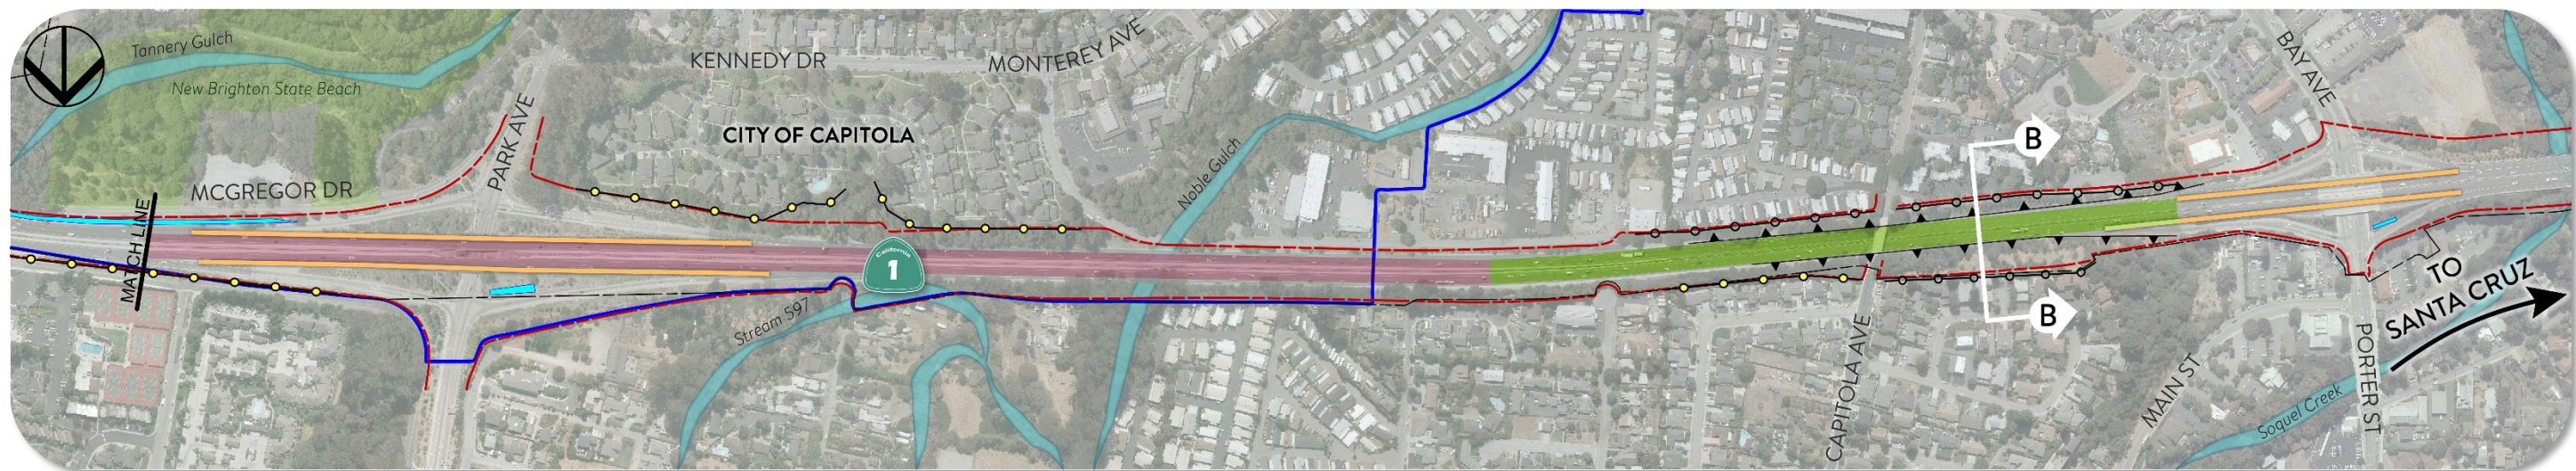 Tannery Gulch
New Brighton State Beach
MCGREGOR DR
MATCH LINE
PARK AVE
KENNEDY DR
MONTEREY AVE
CITY OF CAPITOLA
California
1
Stream 597
Noble Gulch
CAPITOLA AVE
B
B
BAY AVE
MAIN ST
PORTER ST
Soquel Creek
TO
SANTA CRUZ